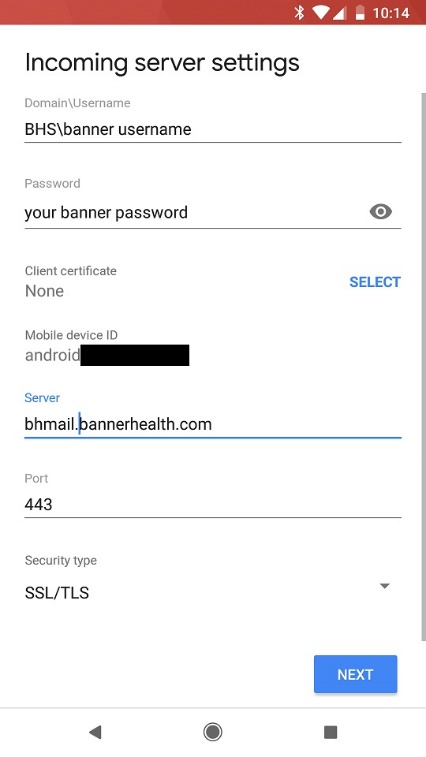 10:14
Incoming server settings
Domain\Username
BHS\banner username
Password
your banner password
Client certificate
None
SELECT
Mobile device ID
android
Server
bhmail.bannerhealth.com
Port
443
Security type
SSL/TLS
NEXT